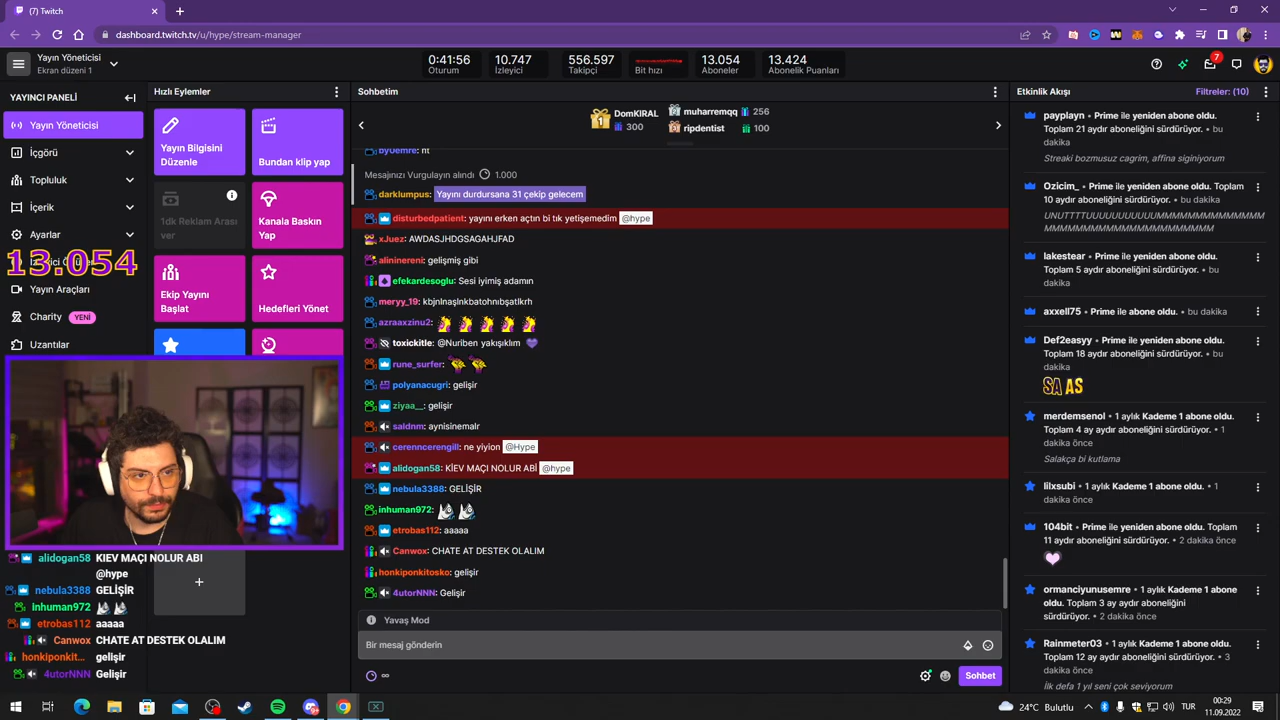 (7) Twitch
dashboard.twitch.tv/u/hype/stream-manager
Yayın Yöneticisi
Ekran düzeni 1
0:41:56
Oturum
10.747
İzleyici
556.597
Takipçi
Bit hızı
13.054
Aboneler
13.424
Abonelik Puanları
7
YAYINCI PANELİ
Yayın Yöneticisi
İçgörü
Topluluk
İçerik
Ayarlar
13.054
Yayın Araçları
Charity YENİ
Uzantılar
Hızlı Eylemler
Yayın Bilgisini
Düzenle
Bundan klip yap
1dk Reklam Arası
ver
Kanala Baskın
Yap
Ekip Yayını
Başlat
Hedefleri Yönet
alidogan58 KIEV MAÇI NOLUR ABI
@hype
nebula3388 GELİŞİR
inhuman972
etrobas112 aaaaa
Canwox CHATE AT DESTEK OLALIM
honkiponkit... gelişir
4utorNNN Gelişir
Sohbetim
1 DomKIRAL
300
2 muharremqq 256
3 ripdentist 100
byUemre: nt
Mesajınızı Vurgulayın alındı 1.000
darklumpus: Yayını durdursana 31 çekip gelecem
disturbedpatient: yayını erken açtın bi tık yetişemedim @hype
xJuez: AWDASJHDGSAGAHJFAD
alininereni: gelişmiş gibi
efekardesoglu: Sesi iyimiş adamın
meryy_19: kbjnlnaşlnkbatohnıbşatlkrh
azraaxzinu2:
toxickitle: @Nuriben yakışıklım
rune_surfer:
polyanacugri: gelişir
ziyaa__: gelişir
saldnm: aynisinemalr
cerenncerengill: ne yiyion @Hype
alidogan58: KİEV MAÇI NOLUR ABİ @hype
nebula3388: GELİŞİR
inhuman972:
etrobas112: aaaaa
Canwox: CHATE AT DESTEK OLALIM
honkiponkitosko: gelişir
4utorNNN: Gelişir
Yavaş Mod
Bir mesaj gönderin
∞
Sohbet
Etkinlik Akışı
Filtreler: (10)
payplayn • Prime ile yeniden abone oldu.
Toplam 21 aydır aboneliğini sürdürüyor. • bu
dakika
Streaki bozmusuz cagrim, affina siginiyorum
Ozicim_ • Prime ile yeniden abone oldu. Toplam
10 aydır aboneliğini sürdürüyor. • bu dakika
lakestear • Prime ile yeniden abone oldu.
Toplam 5 aydır aboneliğini sürdürüyor. • bu
dakika
axxell75 • Prime ile abone oldu. • bu dakika
Def2easyy • Prime ile yeniden abone oldu.
Toplam 18 aydır aboneliğini sürdürüyor. • bu
dakika
SA AS
merdemsenol • 1 aylık Kademe 1 abone oldu.
Toplam 4 ay aydır aboneliğini sürdürüyor. • 1
dakika önce
Salakça bi kutlama
lilxsubi • 1 aylık Kademe 1 abone oldu. • 1
dakika önce
104bit • Prime ile yeniden abone oldu. Toplam
11 aydır aboneliğini sürdürüyor. • 2 dakika önce
ormanciyunusemre • 1 aylık Kademe 1 abone
oldu. Toplam 3 ay aydır aboneliğini
sürdürüyor. • 2 dakika önce
Rainmeter03 • 1 aylık Kademe 1 abone oldu.
Toplam 12 ay aydır aboneliğini sürdürüyor. • 3
dakika önce
İlk defa 1 yıl seni çok seviyorum
24°C Bulutlu
TUR
00:29
11.09.2022